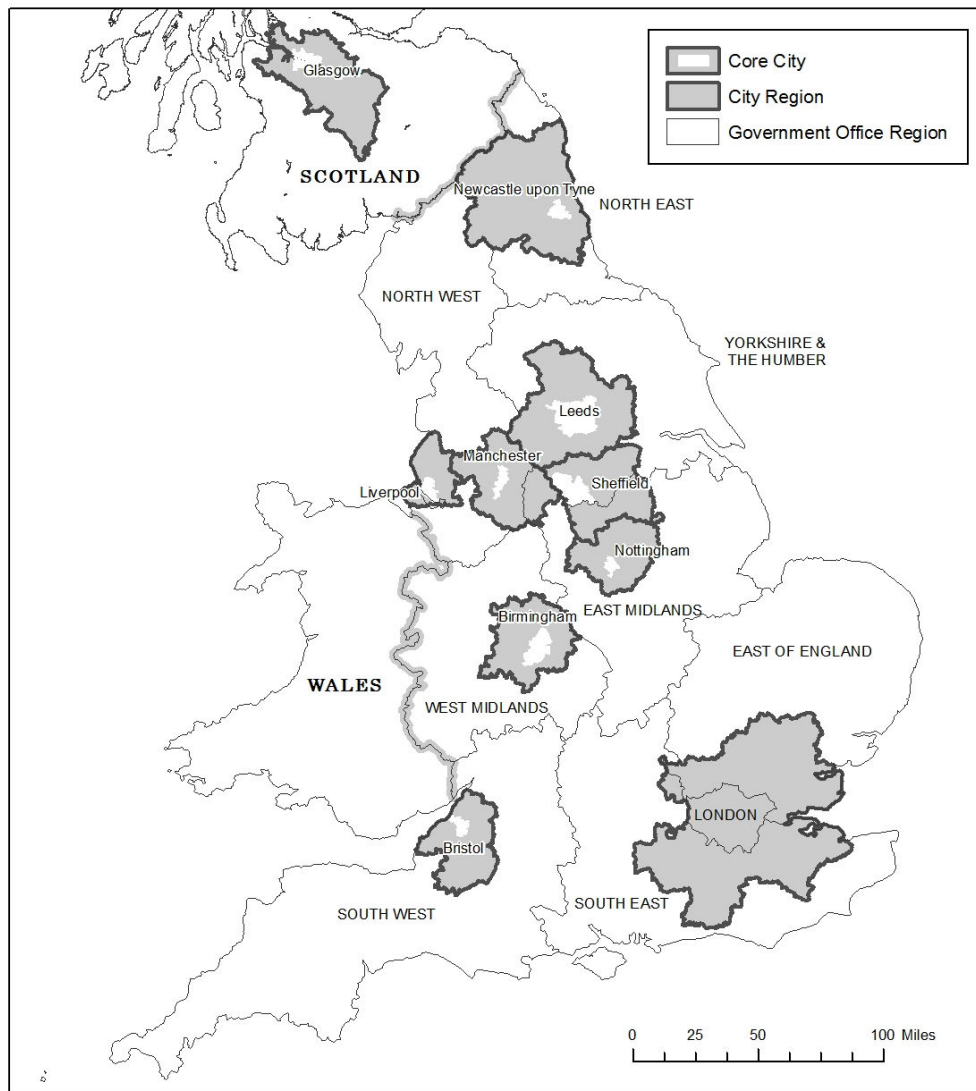 Core City
City Region
Government Office Region
Glasgow
SCOTLAND
Newcastle upon Tyne
NORTH EAST
NORTH WEST
YORKSHIRE &
THE HUMBER
Leeds
Manchester
Liverpool
Sheffield
Nottingham
EAST MIDLANDS
Birmingham
EAST OF ENGLAND
WALES
WEST MIDLANDS
LONDON
Bristol
SOUTH EAST
SOUTH WEST
0 25 50 100 Miles